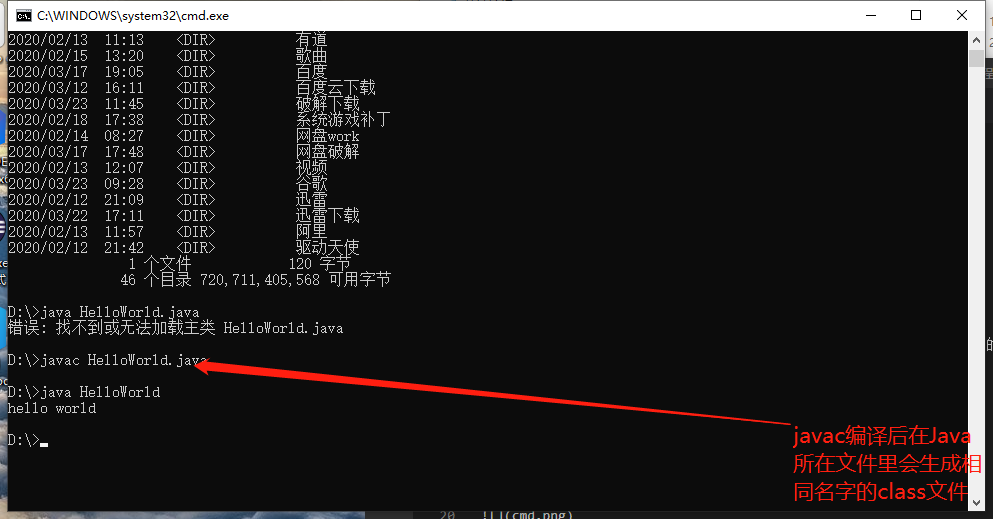 C:\WINDOWS\system32\cmd.exe
2020/02/13  11:13    <DIR>          有道
2020/02/15  13:20    <DIR>          歌曲
2020/03/17  19:05    <DIR>          百度
2020/03/12  16:11    <DIR>          百度云下载
2020/03/23  11:45    <DIR>          破解下载
2020/02/18  17:38    <DIR>          系统游戏补丁
2020/02/14  08:27    <DIR>          网盘work
2020/03/17  17:48    <DIR>          网盘破解
2020/02/13  12:07    <DIR>          视频
2020/03/23  09:28    <DIR>          谷歌
2020/02/12  21:09    <DIR>          迅雷
2020/03/22  17:11    <DIR>          迅雷下载
2020/02/13  11:57    <DIR>          阿里
2020/02/12  21:42    <DIR>          驱动天使
1 个文件            120 字节
46 个目录 720,711,405,568 可用字节
D:\>java HelloWorld.java
错误: 找不到或无法加载主类 HelloWorld.java
D:\>javac HelloWorld.java
D:\>java HelloWorld
hello world
D:\>
javac编译后在Java
所在文件里会生成相
同名字的class文件
20 ![](cmd.png)